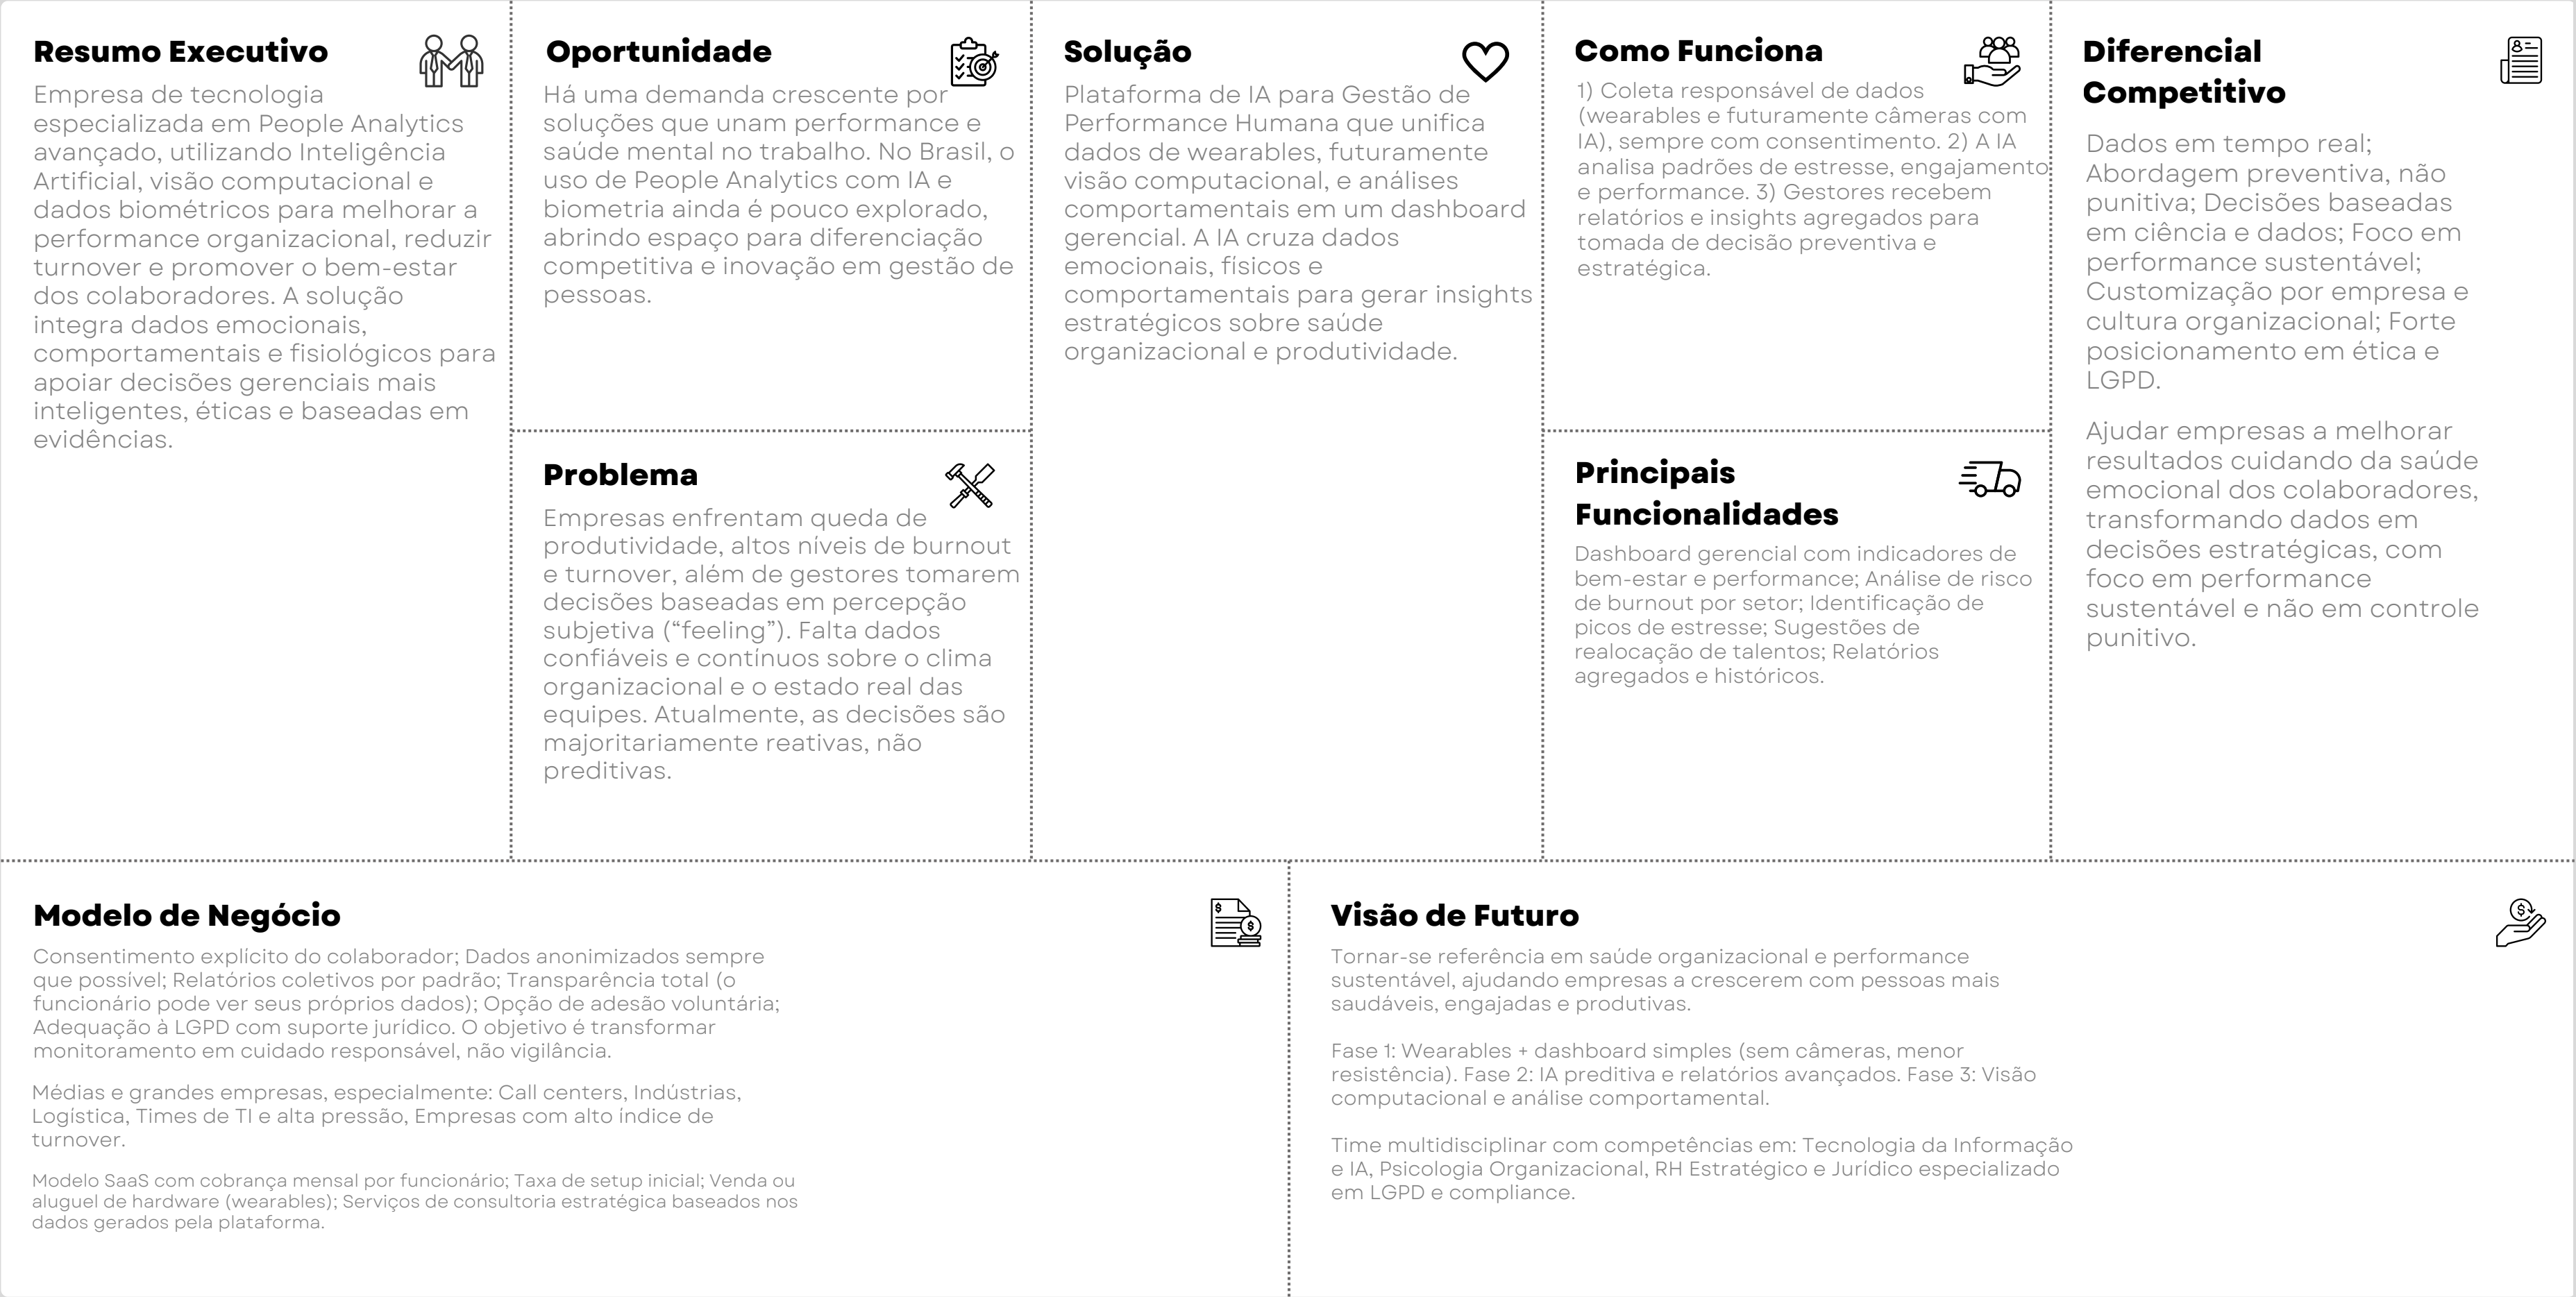 Resumo Executivo
Empresa de tecnologia
especializada em People Analytics
avançado, utilizando Inteligência
Artificial, visão computacional e
dados biométricos para melhorar a
performance organizacional, reduzir
turnover e promover o bem-estar
dos colaboradores. A solução
integra dados emocionais,
comportamentais e fisiológicos para
apoiar decisões gerenciais mais
inteligentes, éticas e baseadas em
evidências.
Oportunidade
Há uma demanda crescente por
soluções que unam performance e
saúde mental no trabalho. No Brasil, o
uso de People Analytics com IA e
biometria ainda é pouco explorado,
abrindo espaço para diferenciação
competitiva e inovação em gestão de
pessoas.
Problema
Empresas enfrentam queda de
produtividade, altos níveis de burnout
e turnover, além de gestores tomarem
decisões baseadas em percepção
subjetiva (“feeling”). Falta dados
confiáveis e contínuos sobre o clima
organizacional e o estado real das
equipes. Atualmente, as decisões são
majoritariamente reativas, não
preditivas.
Solução
Plataforma de IA para Gestão de
Performance Humana que unifica
dados de wearables, futuramente
visão computacional, e análises
comportamentais em um dashboard
gerencial. A IA cruza dados
emocionais, físicos e
comportamentais para gerar insights
estratégicos sobre saúde
organizacional e produtividade.
Como Funciona
1) Coleta responsável de dados
(wearables e futuramente câmeras com
IA), sempre com consentimento. 2) A IA
analisa padrões de estresse, engajamento
e performance. 3) Gestores recebem
relatórios e insights agregados para
tomada de decisão preventiva e
estratégica.
Principais
Funcionalidades
Dashboard gerencial com indicadores de
bem-estar e performance; Análise de risco
de burnout por setor; Identificação de
picos de estresse; Sugestões de
realocação de talentos; Relatórios
agregados e históricos.
Diferencial
Competitivo
Dados em tempo real;
Abordagem preventiva, não
punitiva; Decisões baseadas
em ciência e dados; Foco em
performance sustentável;
Customização por empresa e
cultura organizacional; Forte
posicionamento em ética e
LGPD.
Ajudar empresas a melhorar
resultados cuidando da saúde
emocional dos colaboradores,
transformando dados em
decisões estratégicas, com
foco em performance
sustentável e não em controle
punitivo.
Modelo de Negócio
Consentimento explícito do colaborador; Dados anonimizados sempre
que possível; Relatórios coletivos por padrão; Transparência total (o
funcionário pode ver seus próprios dados); Opção de adesão voluntária;
Adequação à LGPD com suporte jurídico. O objetivo é transformar
monitoramento em cuidado responsável, não vigilância.
Médias e grandes empresas, especialmente: Call centers, Indústrias,
Logística, Times de TI e alta pressão, Empresas com alto índice de
turnover.
Modelo SaaS com cobrança mensal por funcionário; Taxa de setup inicial; Venda ou
aluguel de hardware (wearables); Serviços de consultoria estratégica baseados nos
dados gerados pela plataforma.
Visão de Futuro
Tornar-se referência em saúde organizacional e performance
sustentável, ajudando empresas a crescerem com pessoas mais
saudáveis, engajadas e produtivas.
Fase 1: Wearables + dashboard simples (sem câmeras, menor
resistência). Fase 2: IA preditiva e relatórios avançados. Fase 3: Visão
computacional e análise comportamental.
Time multidisciplinar com competências em: Tecnologia da Informação
e IA, Psicologia Organizacional, RH Estratégico e Jurídico especializado
em LGPD e compliance.